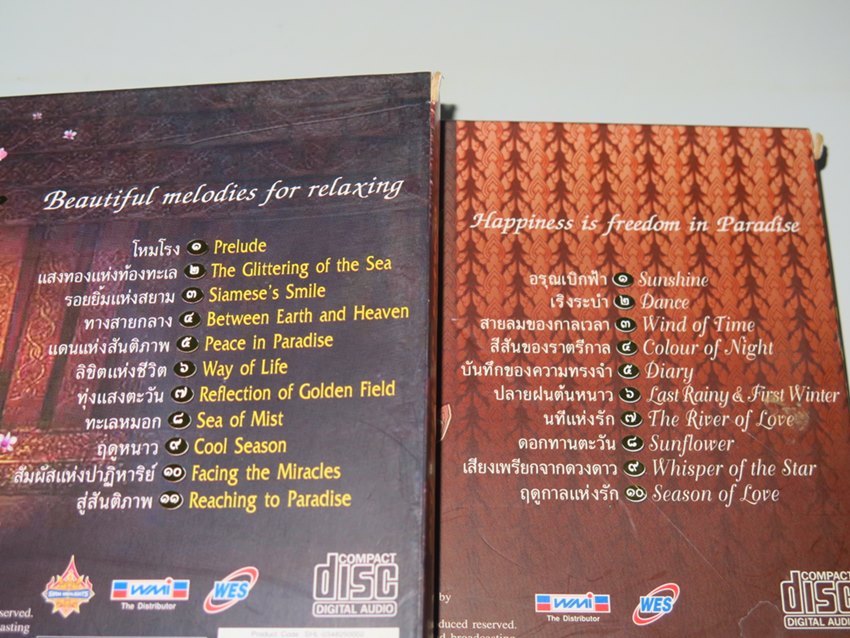 Beautiful melodies for relaxing
โหมโรง ๑ Prelude
แสงทองแห่งท้องทะเล ๒ The Glittering of the Sea
รอยยิ้มแห่งสยาม ๓ Siamese's Smile
ทางสายกลาง ๔ Between Earth and Heaven
แดนแห่งสันติภาพ ๕ Peace in Paradise
ลิขิตแห่งชีวิต ๖ Way of Life
ทุ่งแสงตะวัน ๗ Reflection of Golden Field
ทะเลหมอก ๘ Sea of Mist
ฤดูหนาว ๙ Cool Season
สัมผัสแห่งปาฏิหาริย์ ๑๐ Facing the Miracles
สู่สันติภาพ ๑๑ Reaching to Paradise
WMI
The Distributor
WES
COMPACT
disc
DIGITAL AUDIO
served.
casting
Product Code
Happiness is freedom in Paradise
อรุณเบิกฟ้า ๑ Sunshine
เริงระบำ ๒ Dance
สายลมของกาลเวลา ๓ Wind of Time
สีสันของราตรีกาล ๔ Colour of Night
บันทึกของความทรงจำ ๕ Diary
ปลายฝนต้นหนาว ๖ Last Rainy & First Winter
นทีแห่งรัก ๗ The River of Love
ดอกทานตะวัน ๘ Sunflower
เสียงเพรียกจากดวงดาว ๙ Whisper of the Star
ฤดูกาลแห่งรัก ๑๐ Season of Love
by
duced reserved.
d broadcasting
WMI
The Distributor
WES
COMPACT
disc
DIGITAL AUDIO